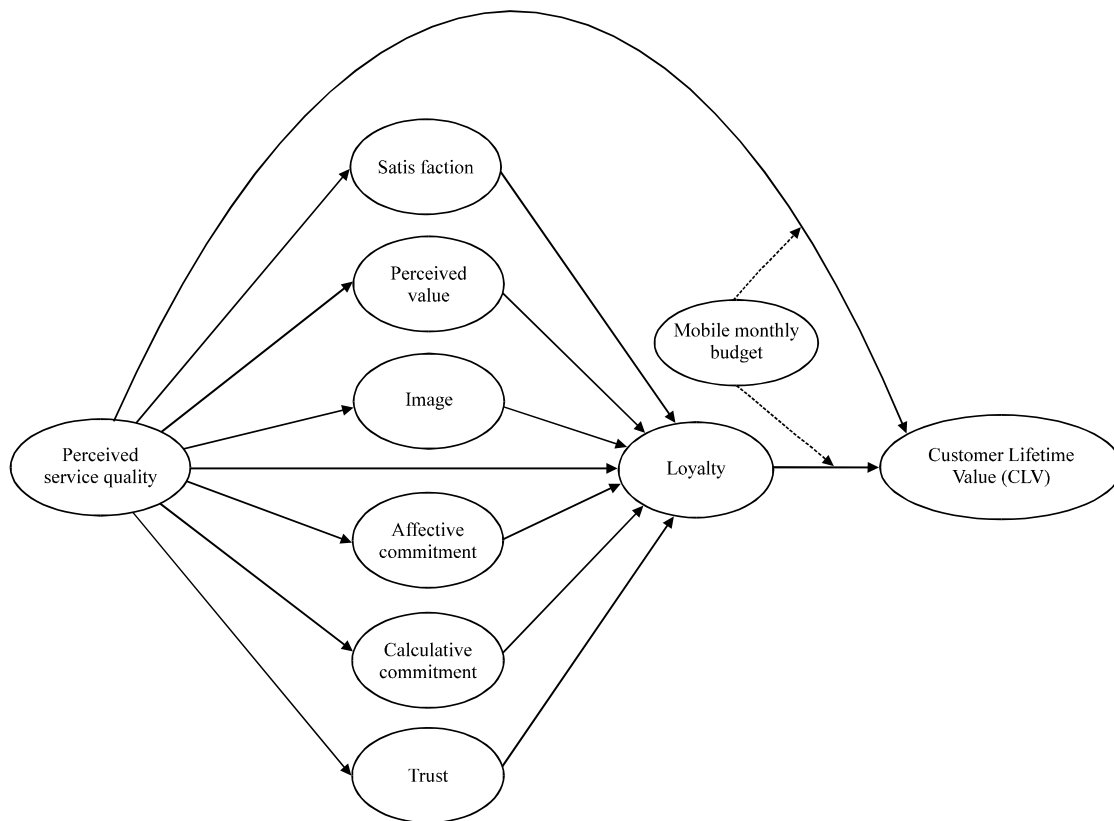 Satis faction
Perceived
value
Mobile monthly
budget
Image
Perceived
service quality
Loyalty
Customer Lifetime
Value (CLV)
Affective
commitment
Calculative
commitment
Trust